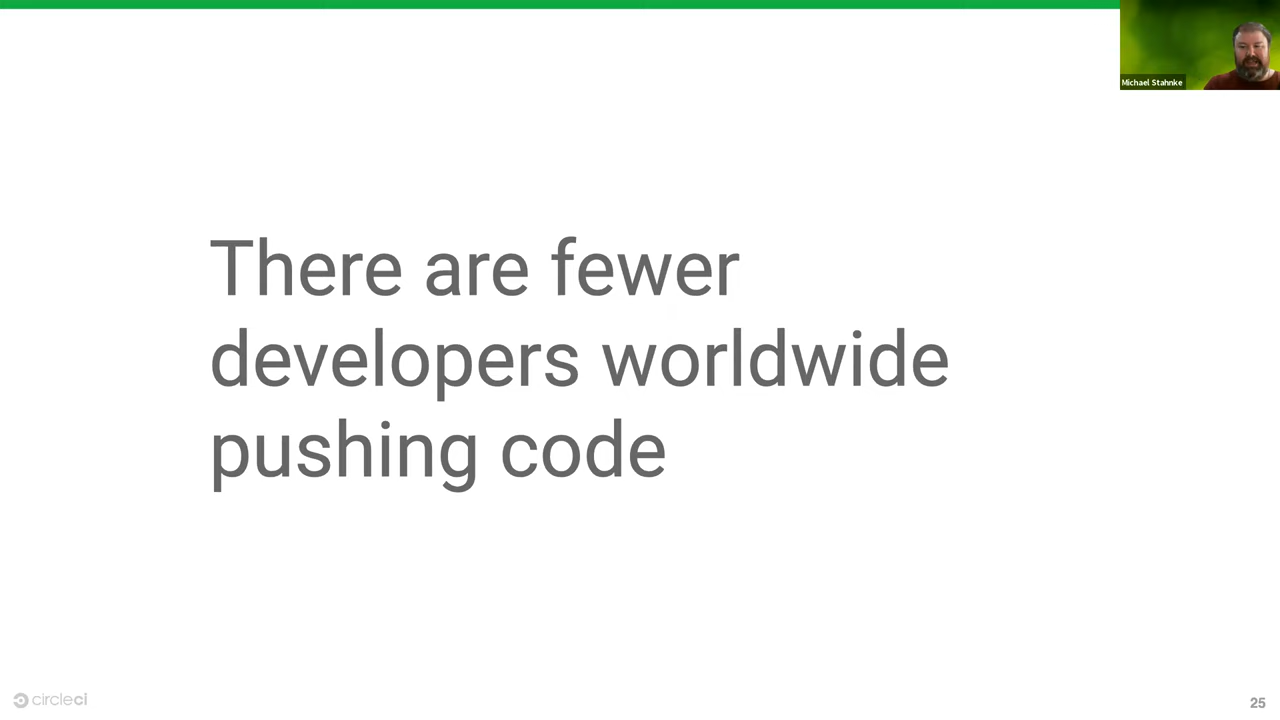 Michael Stahnke
There are fewer
developers worldwide
pushing code
circleci
25